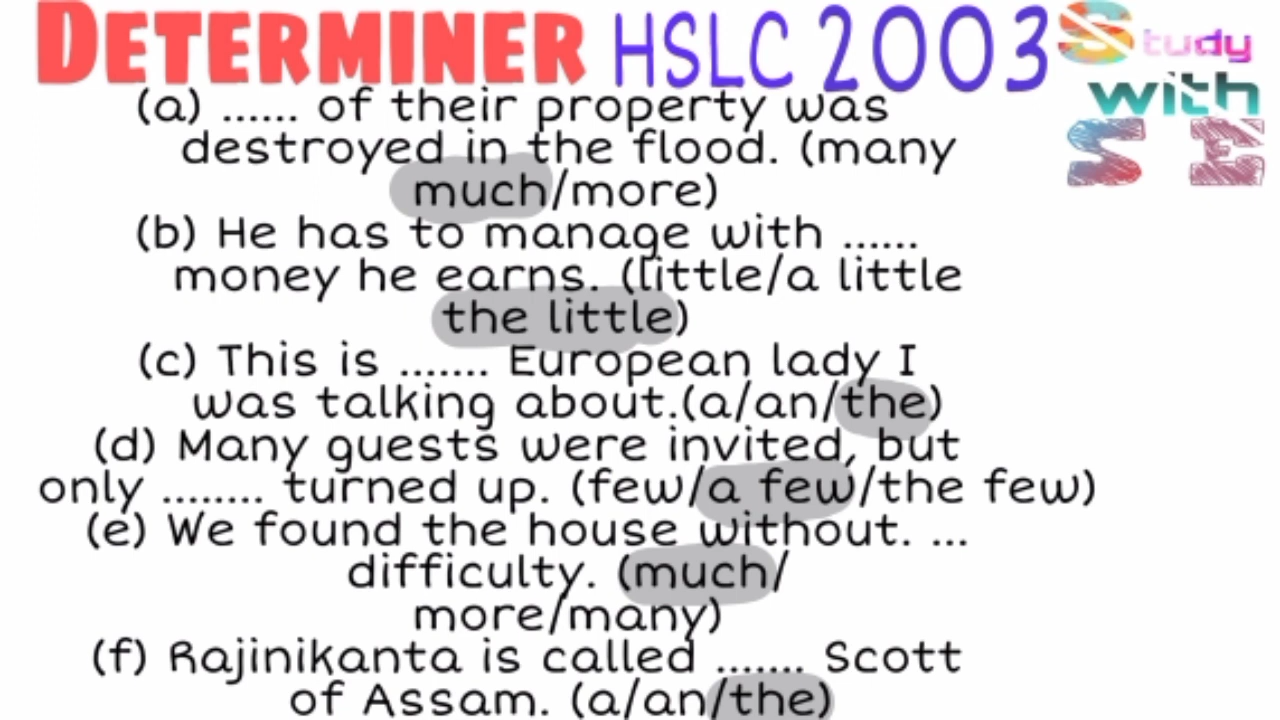 DETERMINER HSLC 2003
Study
with
S E
(a) ...... of their property was
destroyed in the flood. (many
much/more)
(b) He has to manage with ......
money he earns. (little/a little
the little)
(c) This is ....... European lady I
was talking about.(a/an/the)
(d) Many guests were invited, but
only ........ turned up. (few/a few/the few)
(e) We found the house without. ...
difficulty. (much/
more/many)
(f) Rajinikanta is called ....... Scott
of Assam. (a/an/the)